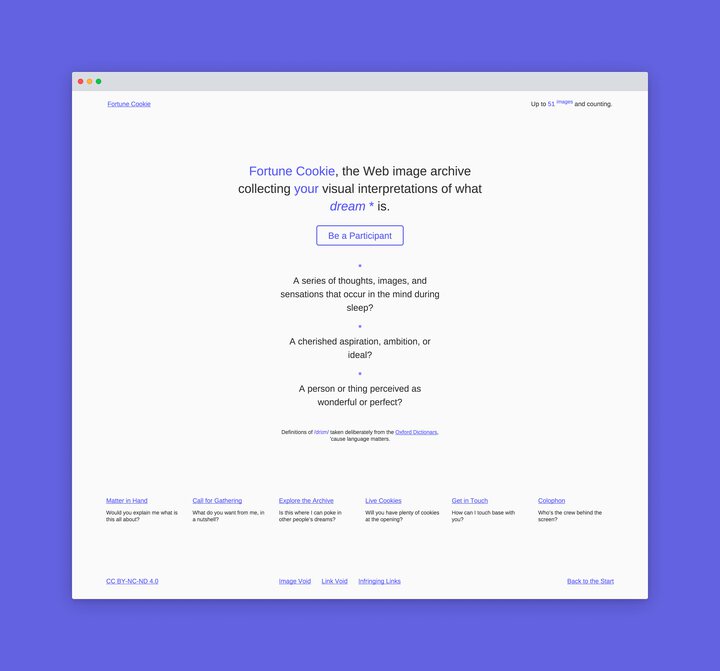 Fortune Cookie
Up to 51 images and counting.
Fortune Cookie, the Web image archive
collecting your visual interpretations of what
dream * is.
Be a Participant
*
A series of thoughts, images, and
sensations that occur in the mind during
sleep?
*
A cherished aspiration, ambition, or
ideal?
*
A person or thing perceived as
wonderful or perfect?
Definitions of /driːm/ taken deliberately from the Oxford Dictionars,
'cause language matters.
Matter in Hand
Would you explain me what is
this all about?
Call for Gathering
What do you want from me, in
a nutshell?
Explore the Archive
Is this where I can poke in
other people's dreams?
Live Cookies
Will you have plenty of cookies
at the opening?
Get in Touch
How can I touch base with
you?
Colophon
Who's the crew behind the
screen?
CC BY-NC-ND 4.0
Image Void
Link Void
Infringing Links
Back to the Start